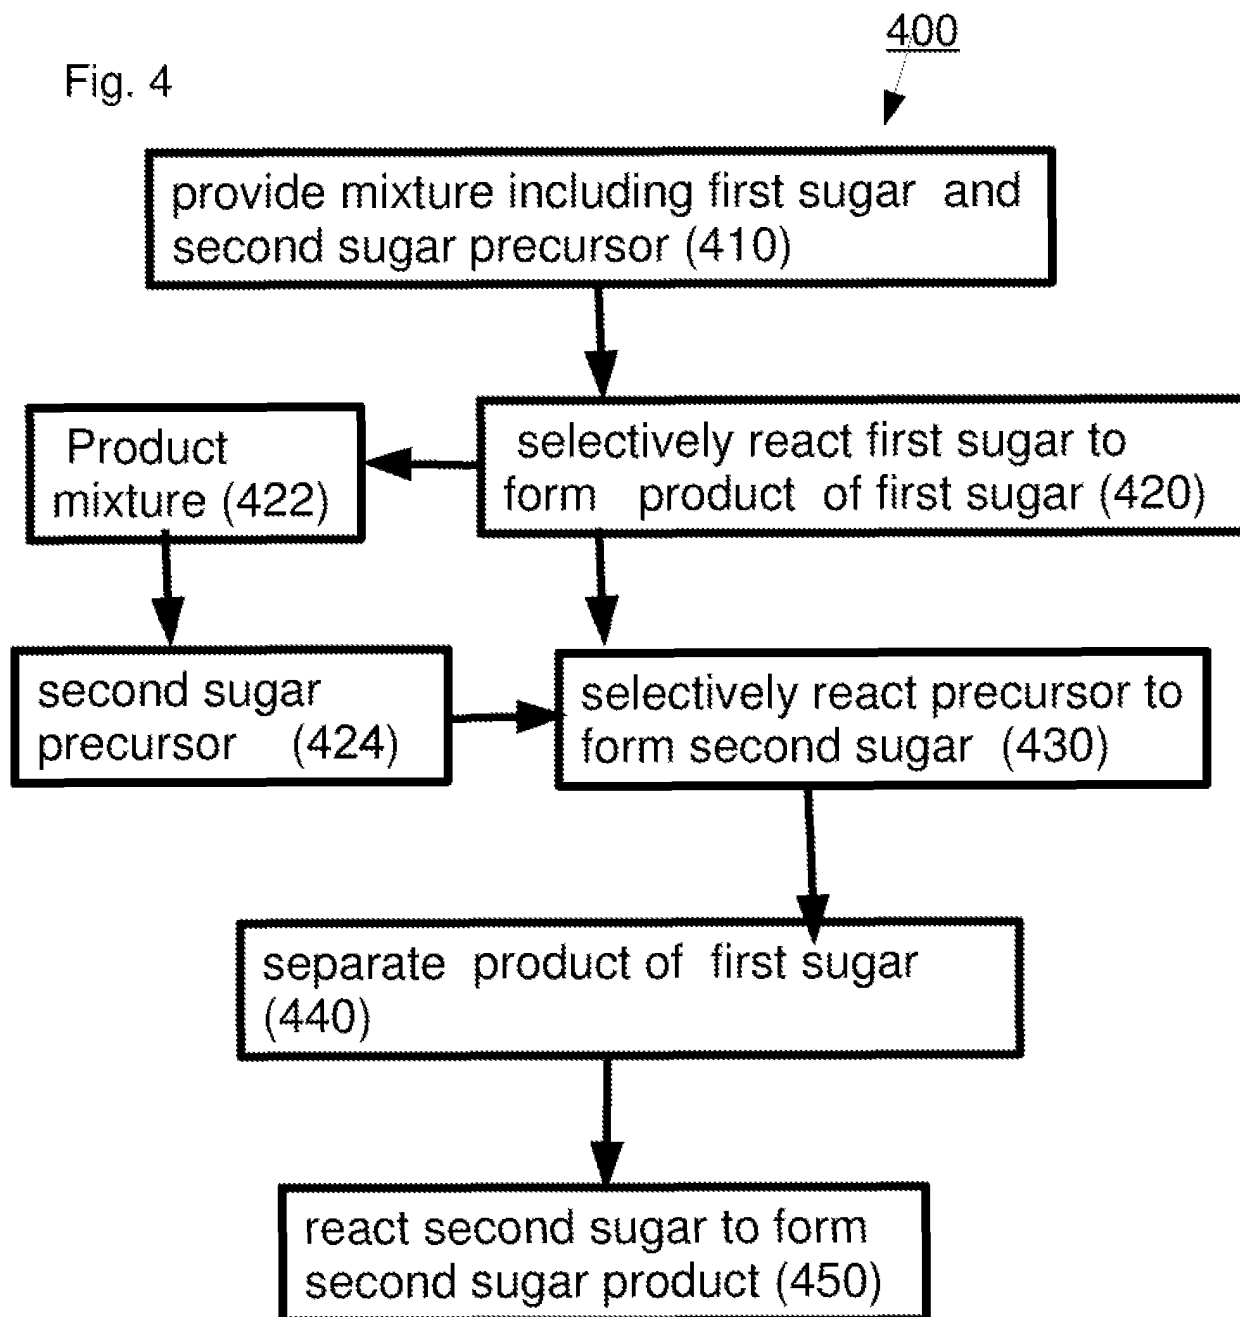 400
Fig. 4
provide mixture including first sugar and
second sugar precursor (410)
Product
mixture (422)
selectively react first sugar to
form product of first sugar (420)
second sugar
precursor (424)
selectively react precursor to
form second sugar (430)
separate product of first sugar
(440)
react second sugar to form
second sugar product (450)